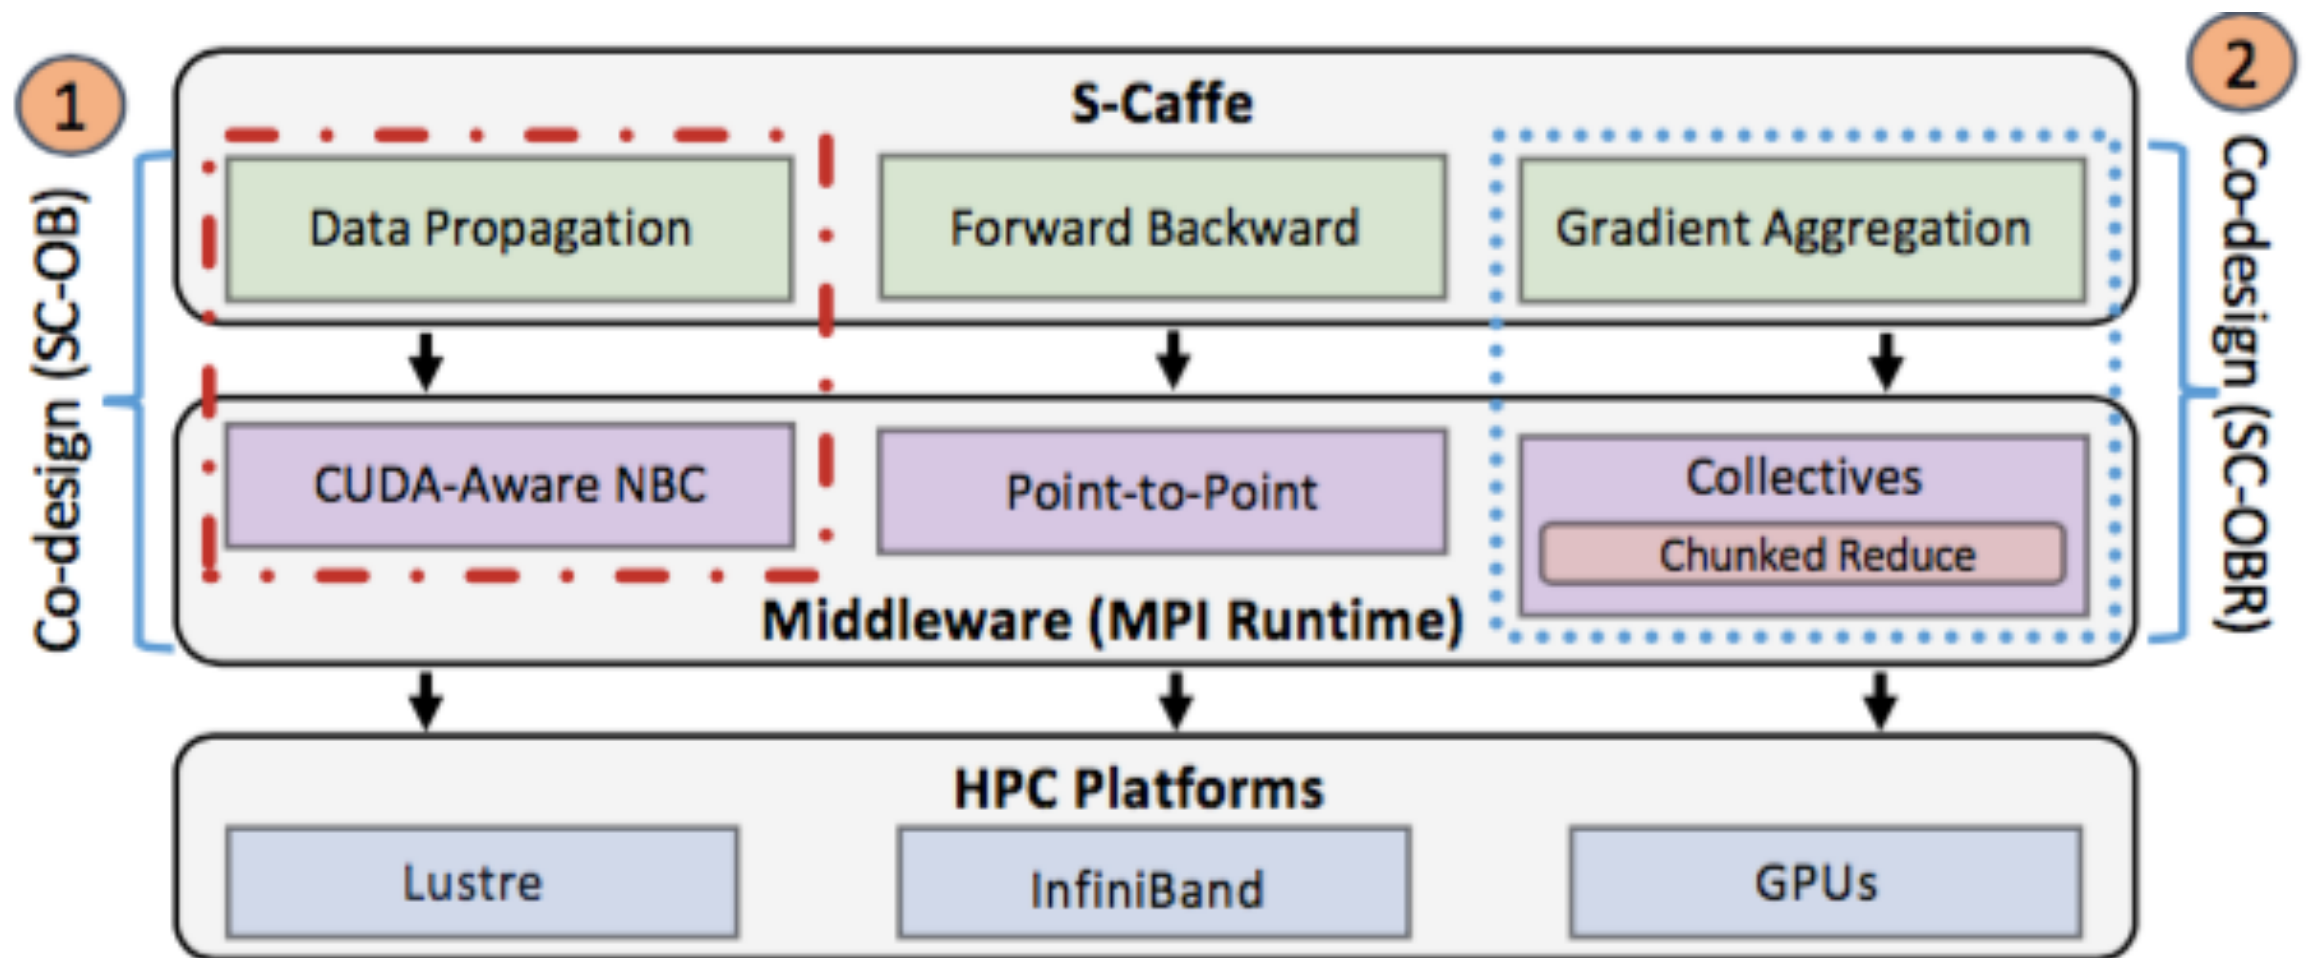 1
2
S-Caffe
Co-design (SC-OB)
Data Propagation
Forward Backward
Gradient Aggregation
Co-design (SC-OBR)
CUDA-Aware NBC
Point-to-Point
Collectives
Chunked Reduce
Middleware (MPI Runtime)
HPC Platforms
Lustre
InfiniBand
GPUs